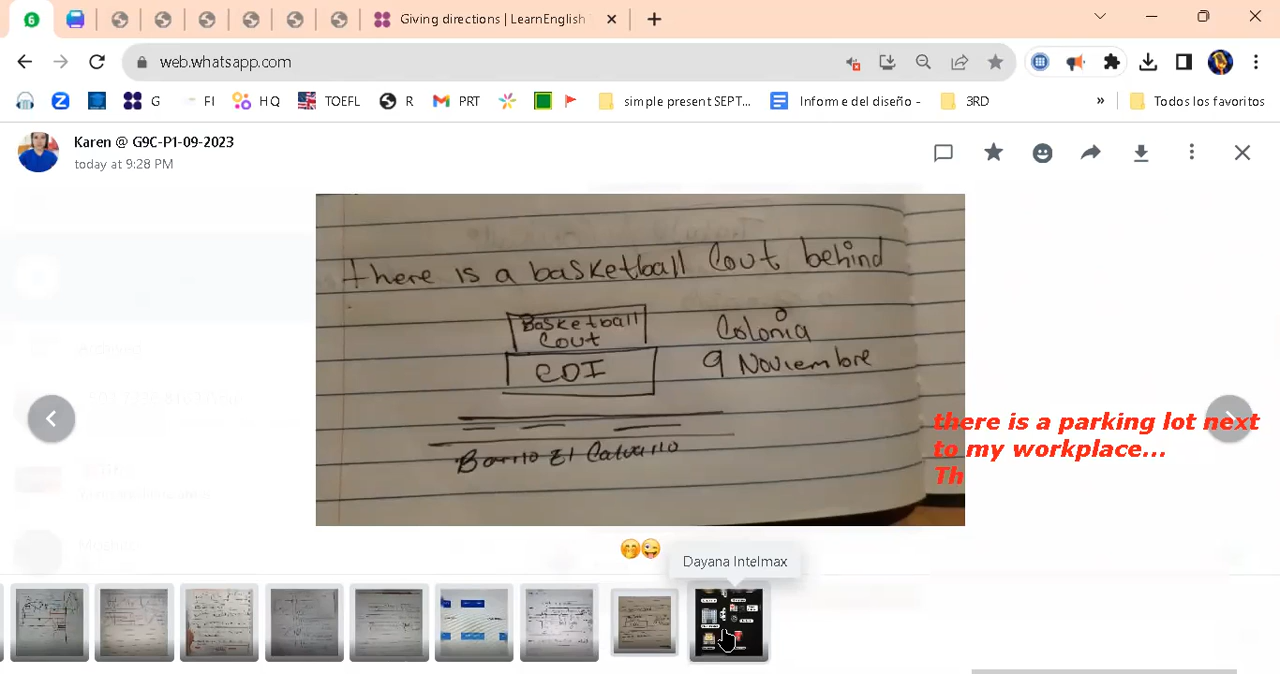 6
Giving directions | LearnEnglish
web.whatsapp.com
G
FI
HQ
TOEFL
R
PRT
simple present SEPT...
Informe del diseño -
3RD
»
Todos los favoritos
Karen @ G9C-P1-09-2023
today at 9:28 PM
there is a basketball Cout behind
Basketball
Cout
CDI
Colonia
9 Noviembre
Barrio El Calvario
there is a parking lot next
to my workplace...
Th
Dayana Intelmax